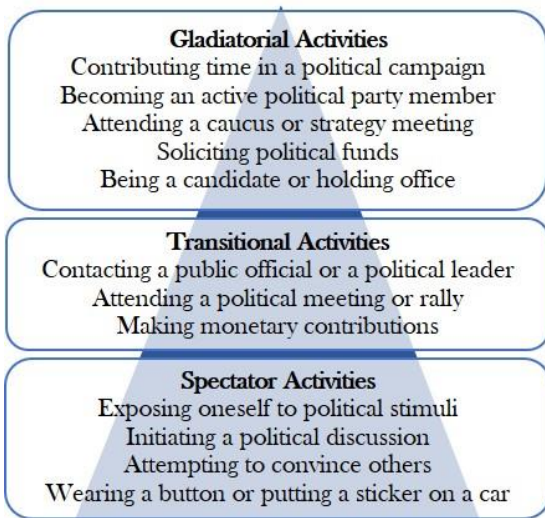 Gladiatorial Activities
Contributing time in a political campaign
Becoming an active political party member
Attending a caucus or strategy meeting
Soliciting political funds
Being a candidate or holding office
Transitional Activities
Contacting a public official or a political leader
Attending a political meeting or rally
Making monetary contributions
Spectator Activities
Exposing oneself to political stimuli
Initiating a political discussion
Attempting to convince others
Wearing a button or putting a sticker on a car